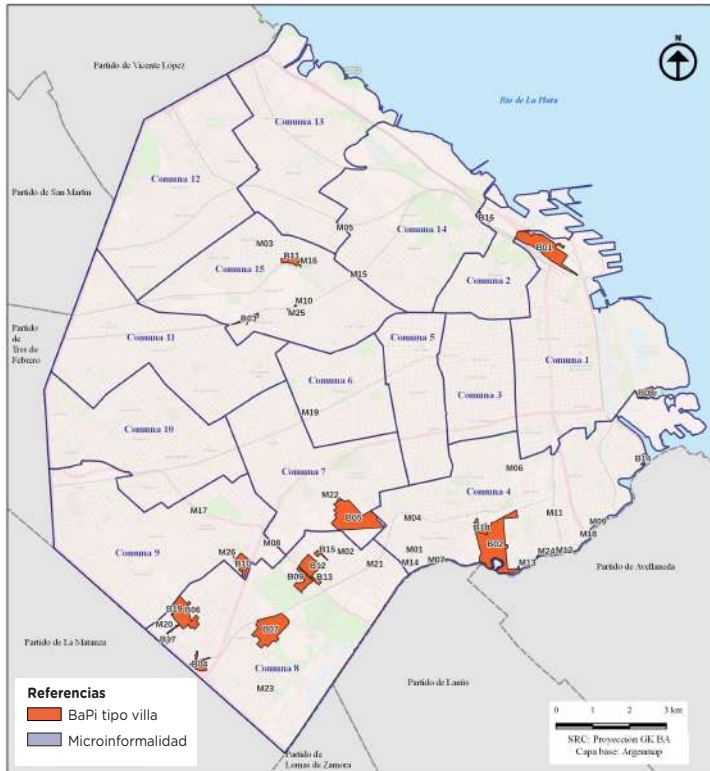 N
Partido de Vicente López
Río de La Plata
Comuna 13
Comuna 12
Partido de San Martín
B16
M05
Comuna 14
M03
B01
B11
M16
Comuna 15
M15
Comuna 2
M10
B03
M25
Partido
de
Tres de
Febrero
Comuna 11
Comuna 5
Comuna 1
Comuna 6
Comuna 3
M19
Comuna 10
Comuna 7
B14
M06
Comuna 4
M22
M17
B05
M04
M11
M09
B18
M18
M08
B02
Comuna 9
M26
B15
M02
M01
M24
M12
B10
B12
M21
M14
M07
M13
B09
B13
Partido de Avellaneda
B19
B06
M20
B07
Partido de La Matanza
B04
Comuna 8
Partido de Lanús
M23
Referencias
BaPi tipo villa
Microinformalidad
0 1 2 3 km
SRC: Proyección GK BA
Capa base: Argenmap
Partido de
Lomas de Zamora